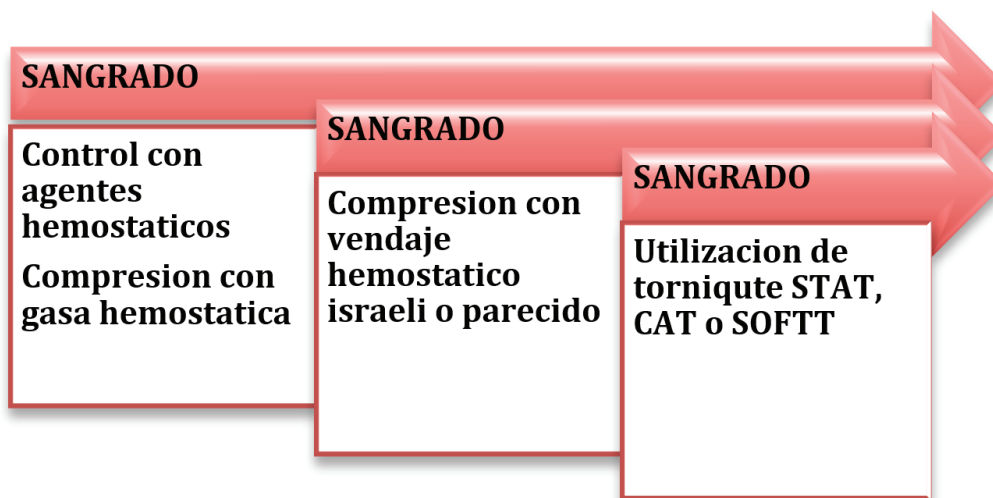 SANGRADO
Control con
agentes
hemostaticos
Compresion con
gasa hemostatica
SANGRADO
Compresion con
vendaje
hemostatico
israeli o parecido
SANGRADO
Utilizacion de
torniqute STAT,
CAT o SOFTT